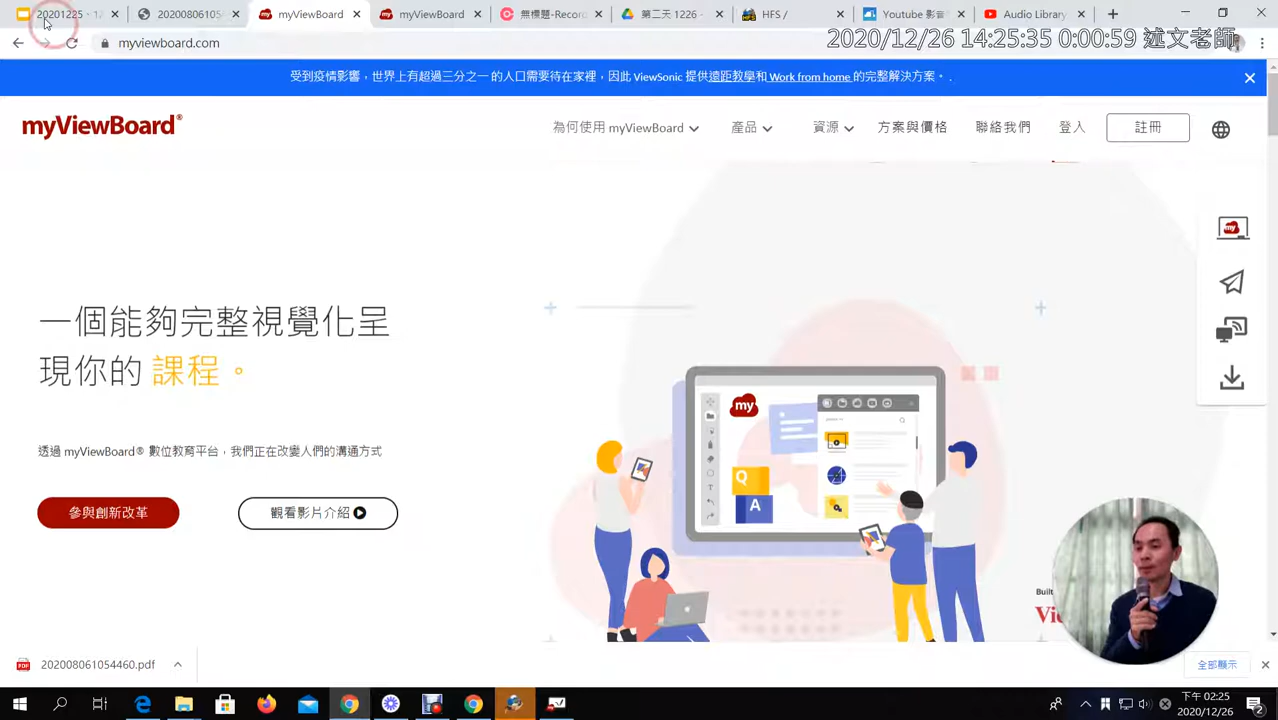 20201225 - 12
20200806105
myViewBoard
myViewBoard
無標題-Record
第二天 1226 -
HFS /
Youtube 影音
Audio Library
myviewboard.com
2020/12/26 14:25:35 0:00:59 述文老師
受到疫情影響，世界上有超過三分之一的人口需要待在家裡，因此 ViewSonic 提供遠距教學和 Work from home 的完整解決方案。.
myViewBoard®
為何使用 myViewBoard
產品
資源
方案與價格
聯絡我們
登入
註冊
my
一個能夠完整視覺化呈
現你的 課程。
透過 myViewBoard® 數位教育平台，我們正在改變人們的溝通方式
參與創新改革
觀看影片介紹
my
Q
A
Built
Vi
202008061054460.pdf
全部顯示
下午 02:25
2020/12/26
2